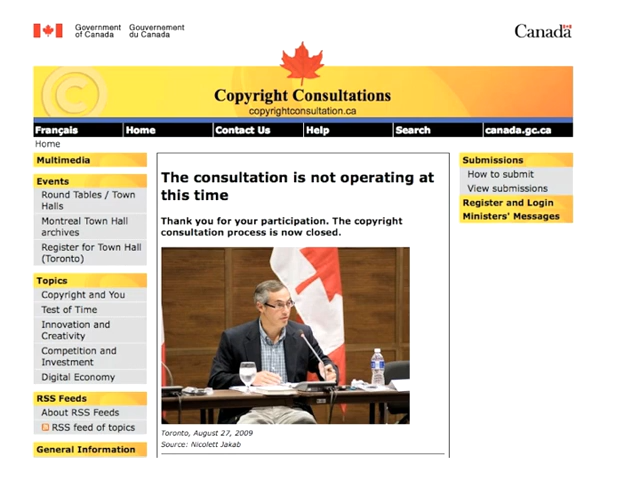 Government Gouvernement
of Canada du Canada
Canada
©
Copyright Consultations
copyrightconsultation.ca
Français Home Contact Us Help Search canada.gc.ca
Home
Multimedia
Events
Round Tables / Town
Halls
Montreal Town Hall
archives
Register for Town Hall
(Toronto)
Topics
Copyright and You
Test of Time
Innovation and
Creativity
Competition and
Investment
Digital Economy
RSS Feeds
About RSS Feeds
RSS feed of topics
General Information
The consultation is not operating at
this time
Thank you for your participation. The copyright
consultation process is now closed.
Toronto, August 27, 2009
Source: Nicolett Jakab
Submissions
How to submit
View submissions
Register and Login
Ministers' Messages